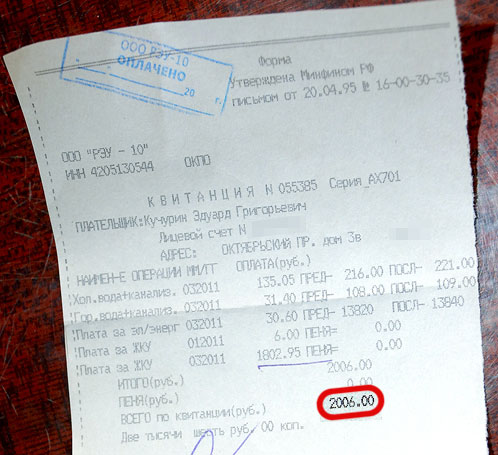 ООО РЭУ-10
ОПЛАЧЕНО
20 г.
Форма
Утверждена Минфином РФ
письмом от 20.04.95 № 16-00-30-35
ООО "РЭУ - 10"
ИНН 4205130544 ОКПО
КВИТАНЦИЯ N 055385 Серия_АХ701
ПЛАТЕЛЬЩИК:Кучурин Эдуард Григорьевич
Лицевой счет N
АДРЕС: ОКТЯБРЬСКИЙ ПР. дом 3в
НАИМЕН-Е ОПЕРАЦИИ ММ/ГГ ОПЛАТА(руб.)
Хол.вода+канализ. 032011 135.05 ПРЕД- 216.00 ПОСЛ- 221.00
Гор.вода+канализ. 032011 31.40 ПРЕД- 108.00 ПОСЛ- 109.00
Плата за эл/энерг 032011 30.60 ПРЕД- 13820 ПОСЛ- 13840
Плата за ЖКУ 012011 6.00 ПЕНЯ= 0.00
Плата за ЖКУ 032011 1802.95 ПЕНЯ= 0.00
ИТОГО(руб.) 2006.00
ПЕНЯ(руб.) 0.00
ВСЕГО по квитанции(руб.) 2006.00
Две тысячи шесть руб. 00 коп.